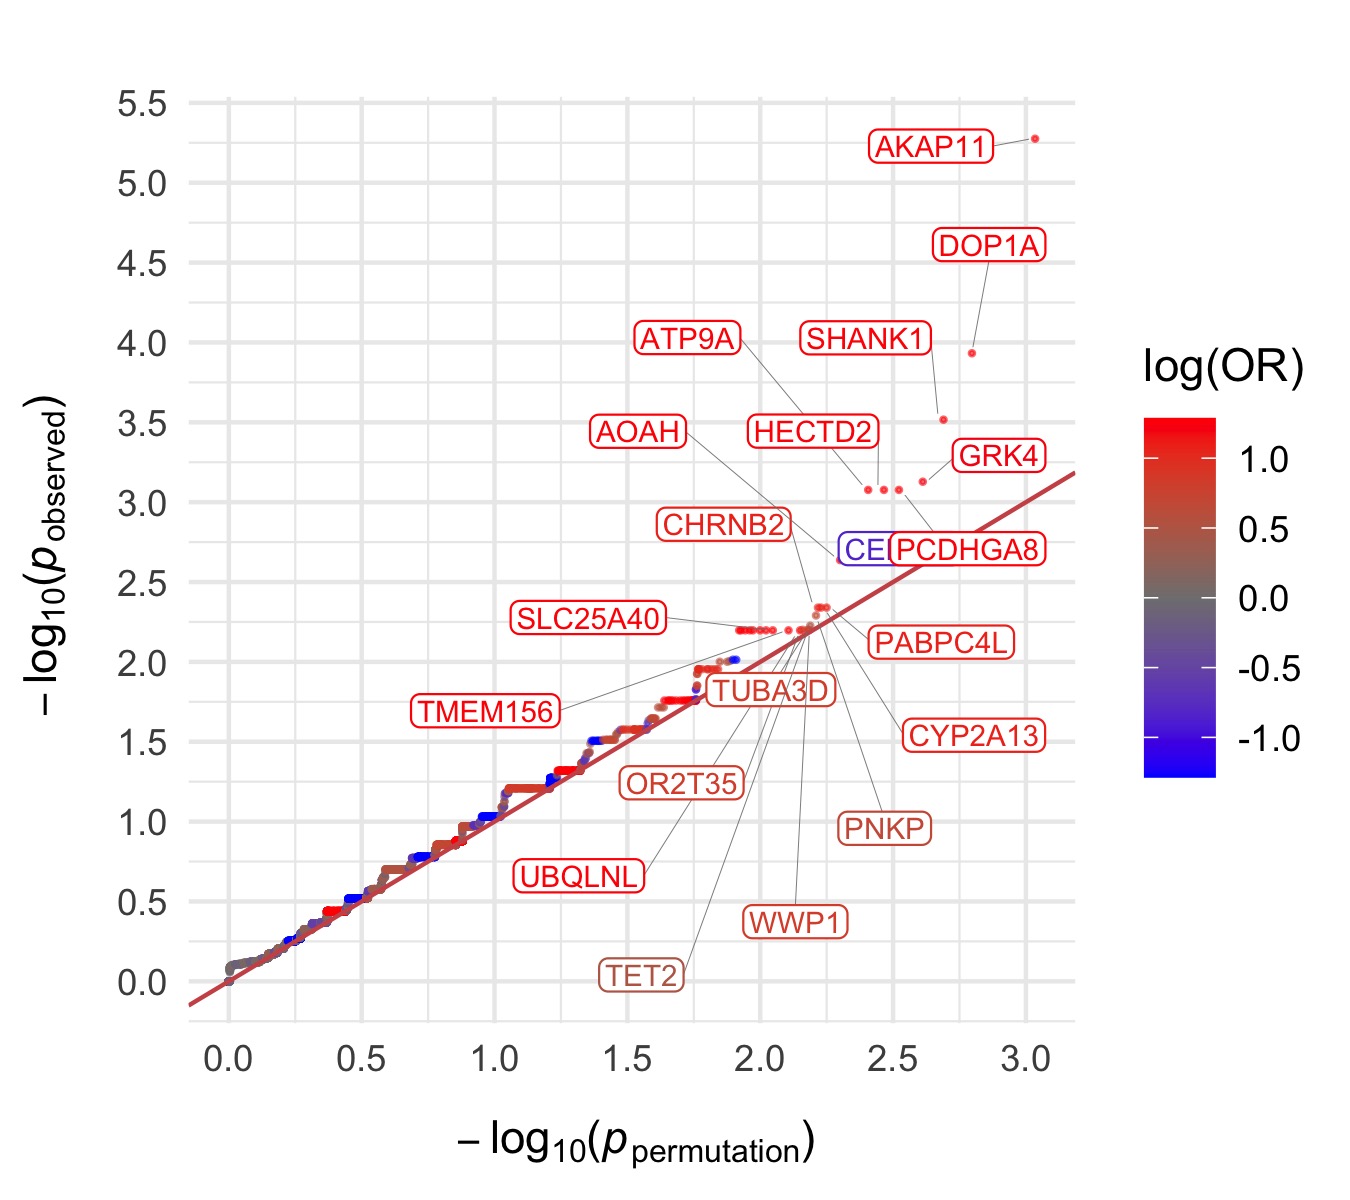 5.5
5.0
4.5
4.0
3.5
3.0
2.5
2.0
1.5
1.0
0.5
0.0
− log10(pobserved)
AKAP11
DOP1A
ATP9A
SHANK1
AOAH
HECTD2
GRK4
CHRNB2
PCDHGA8
SLC25A40
PABPC4L
TUBA3D
TMEM156
CYP2A13
OR2T35
PNKP
UBQLNL
WWP1
TET2
0.0 0.5 1.0 1.5 2.0 2.5 3.0
− log10(ppermutation)
log(OR)
1.0
0.5
0.0
-0.5
-1.0